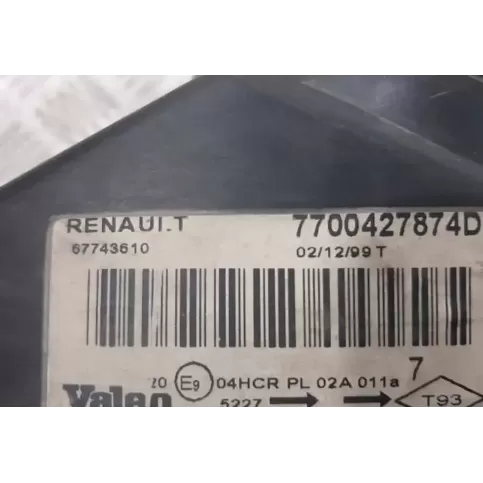 RENAULT 7700427874D
67743610 02/12/99 T
20 E9 04HCR PL 02A 011a 7
Valeo 5227 T93